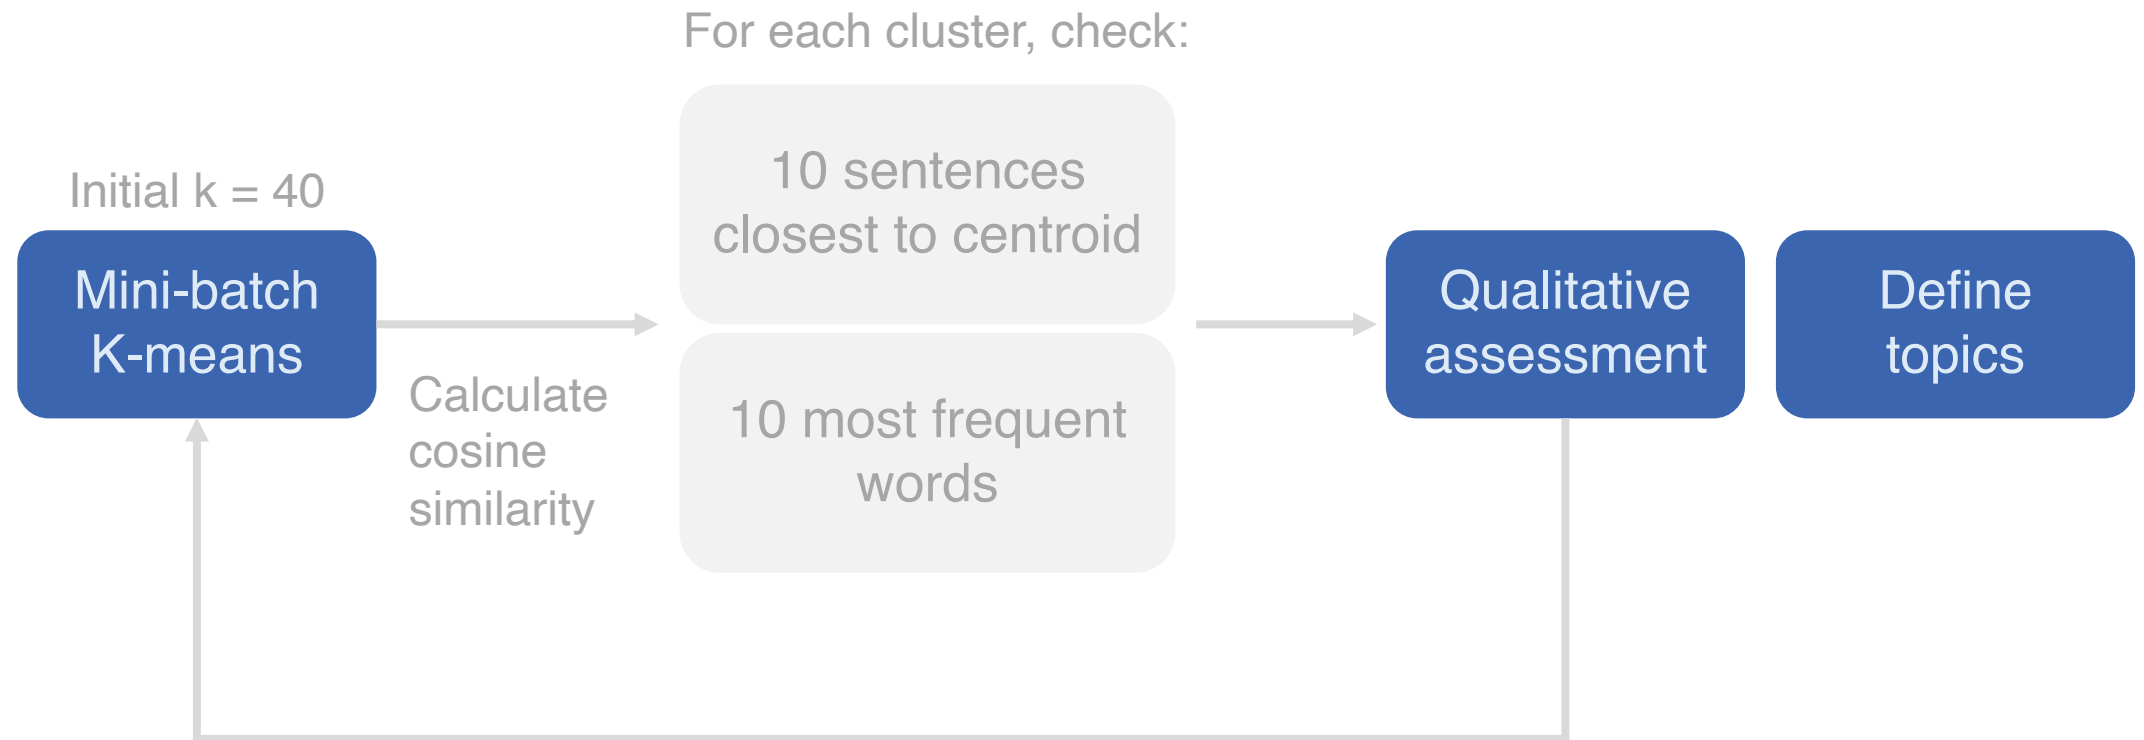 For each cluster, check:
Initial k = 40
Mini-batch
K-means
Calculate
cosine
similarity
10 sentences
closest to centroid
10 most frequent
words
Qualitative
assessment
Define
topics